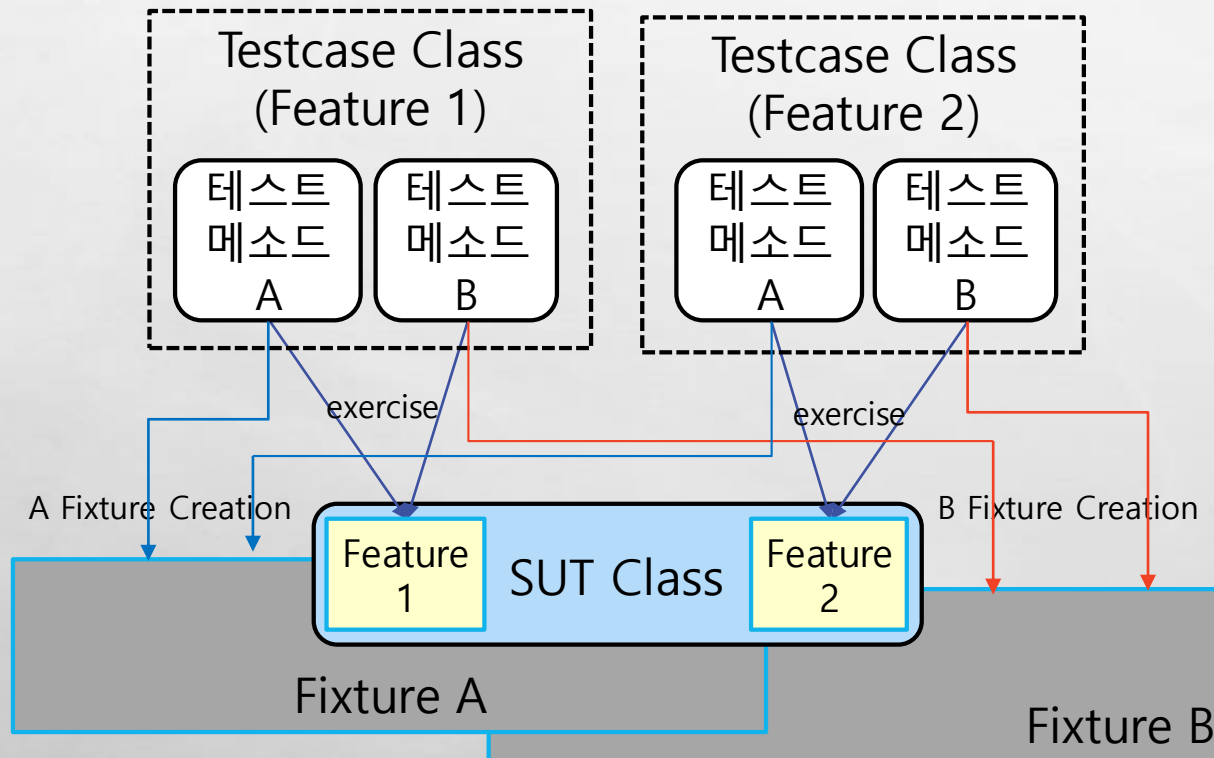 Testcase Class
(Feature 1)
Testcase Class
(Feature 2)
테스트
메소드
A
테스트
메소드
B
테스트
메소드
A
테스트
메소드
B
exercise
exercise
A Fixture Creation
B Fixture Creation
Feature
1
SUT Class
Feature
2
Fixture A
Fixture B